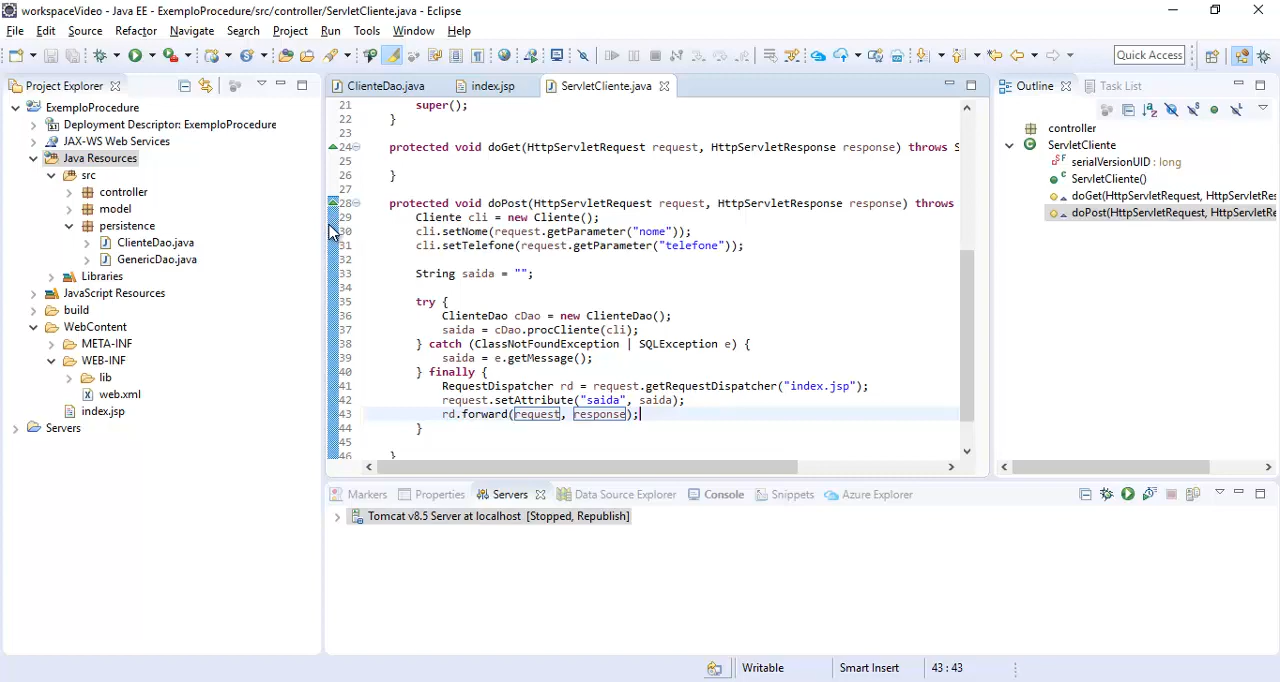 workspaceVideo - Java EE - ExemploProcedure/src/controller/ServletCliente.java - Eclipse
File Edit Source Refactor Navigate Search Project Run Tools Window Help
Quick Access
Project Explorer
ExemploProcedure
Deployment Descriptor: ExemploProcedure
JAX-WS Web Services
Java Resources
src
controller
model
persistence
ClienteDao.java
GenericDao.java
Libraries
JavaScript Resources
build
WebContent
META-INF
WEB-INF
lib
web.xml
index.jsp
Servers
ClienteDao.java index.jsp ServletCliente.java
21 super();
22 }
23
24 protected void doGet(HttpServletRequest request, HttpServletResponse response) throws S
25
26 }
27
28 protected void doPost(HttpServletRequest request, HttpServletResponse response) throws
29 Cliente cli = new Cliente();
30 cli.setNome(request.getParameter("nome"));
31 cli.setTelefone(request.getParameter("telefone"));
32
33 String saida = "";
34
35 try {
36 ClienteDao cDao = new ClienteDao();
37 saida = cDao.procCliente(cli);
38 } catch (ClassNotFoundException | SQLException e) {
39 saida = e.getMessage();
40 } finally {
41 RequestDispatcher rd = request.getRequestDispatcher("index.jsp");
42 request.setAttribute("saida", saida);
43 rd.forward(request, response);
44 }
45
46 }
Outline Task List
controller
ServletCliente
serialVersionUID : long
ServletCliente()
doGet(HttpServletRequest, HttpServletRes
doPost(HttpServletRequest, HttpServletRe
Markers Properties Servers Data Source Explorer Console Snippets Azure Explorer
Tomcat v8.5 Server at localhost [Stopped, Republish]
Writable Smart Insert 43 : 43